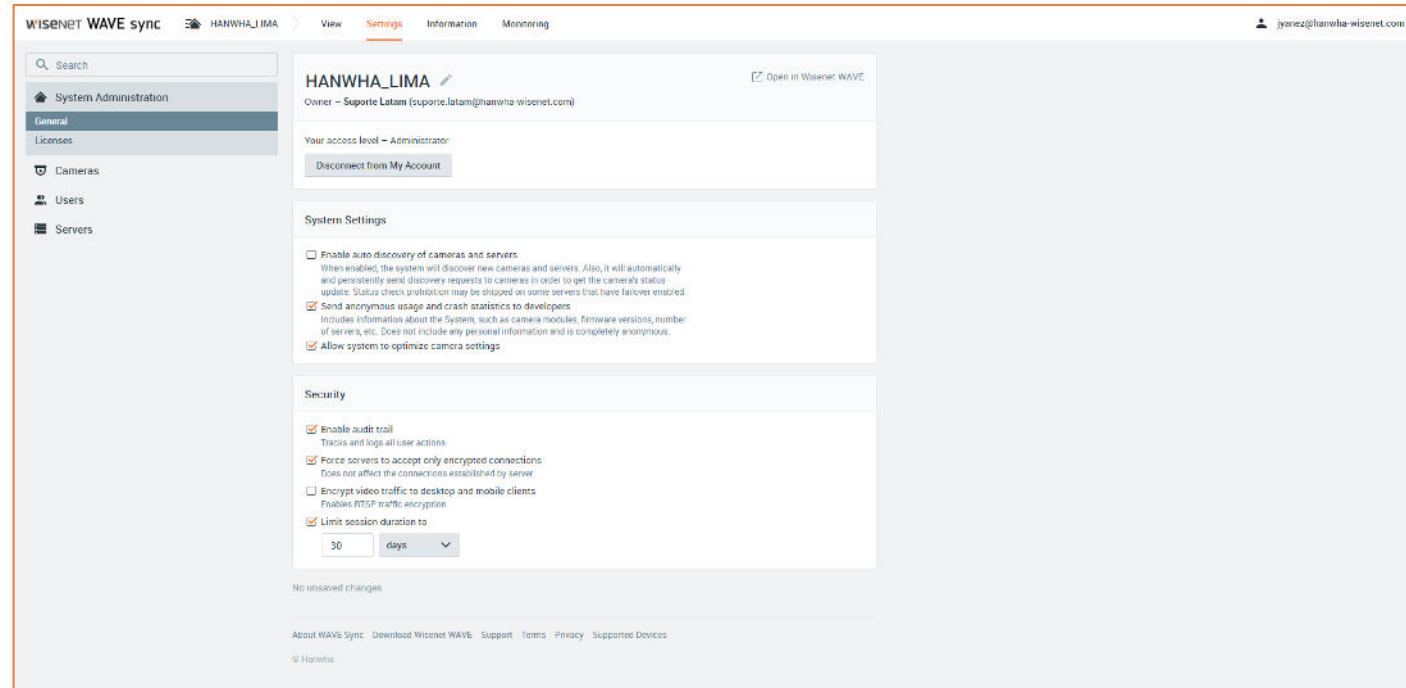 WISENET WAVE sync
HANWHA_LIMA
View
Settings
Information
Monitoring
jyanez@hanwha-wisenet.com
Search
System Administration
General
Licenses
Cameras
Users
Servers
HANWHA_LIMA
Open in Wisenet WAVE
Owner – Suporte Latam (suporte.latam@hanwha-wisenet.com)
Your access level – Administrator
Disconnect from My Account
System Settings
Enable auto discovery of cameras and servers
When enabled, the system will discover new cameras and servers. Also, it will automatically
and persistently send discovery requests to cameras in order to get the camera's status
update. Status check prohibition may be skipped on some servers that have failover enabled.
Send anonymous usage and crash statistics to developers
Includes information about the System, such as camera modules, firmware versions, number
of servers, etc. Does not include any personal information and is completely anonymous.
Allow system to optimize camera settings
Security
Enable audit trail
Tracks and logs all user actions
Force servers to accept only encrypted connections
Does not affect the connections established by server
Encrypt video traffic to desktop and mobile clients
Enables RTSP traffic encryption
Limit session duration to
30 days
No unsaved changes
About WAVE Sync Download Wisenet WAVE Support Terms Privacy Supported Devices
© Hanwha